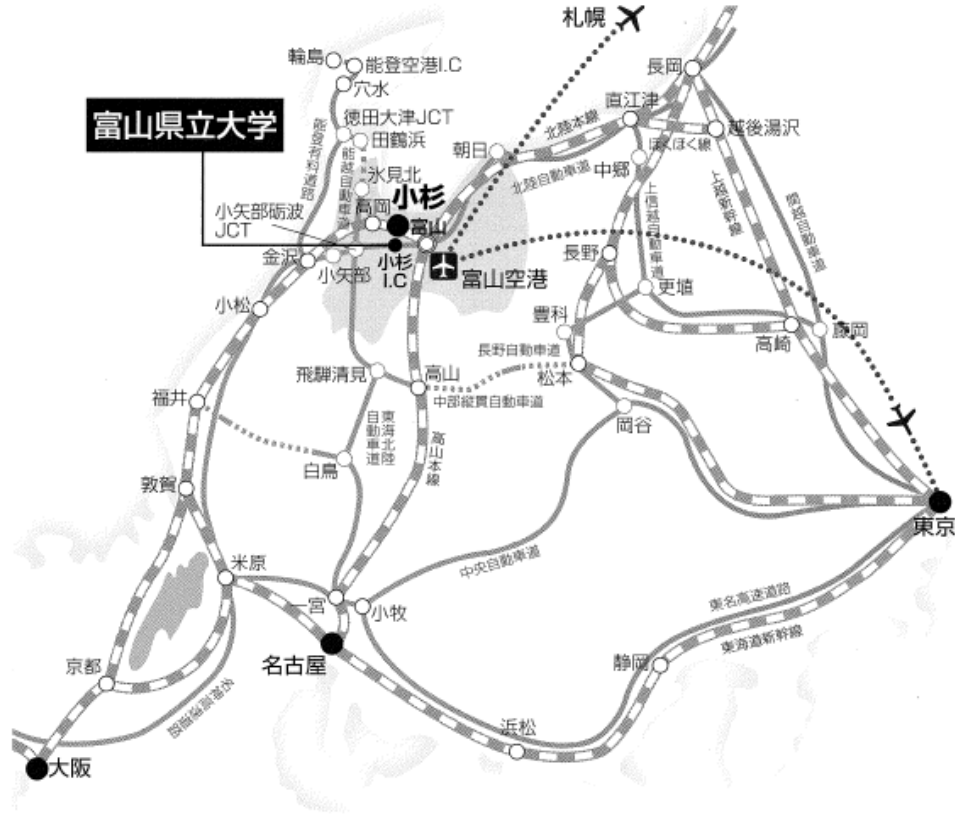 札幌
輪島
能登空港I.C
穴水
長岡
富山県立大学
徳田大津JCT
田鶴浜
能登有料道路
能越自動車道
氷見北
朝日
北陸本線
北陸自動車道
直江津
ほくほく線
越後湯沢
中郷
上信越自動車道
上越新幹線
関越自動車道
小矢部砺波
JCT
高岡
小杉
富山
金沢
小矢部
小杉
I.C
富山空港
長野
更埴
小松
豊科
高崎
藤岡
長野自動車道
松本
飛騨清見
高山
中部縦貫自動車道
福井
岡谷
東海北陸
自動車道
高山本線
白鳥
敦賀
東京
米原
中央自動車道
一宮
小牧
東名高速道路
東海道新幹線
名古屋
静岡
京都
名神高速道路
浜松
大阪